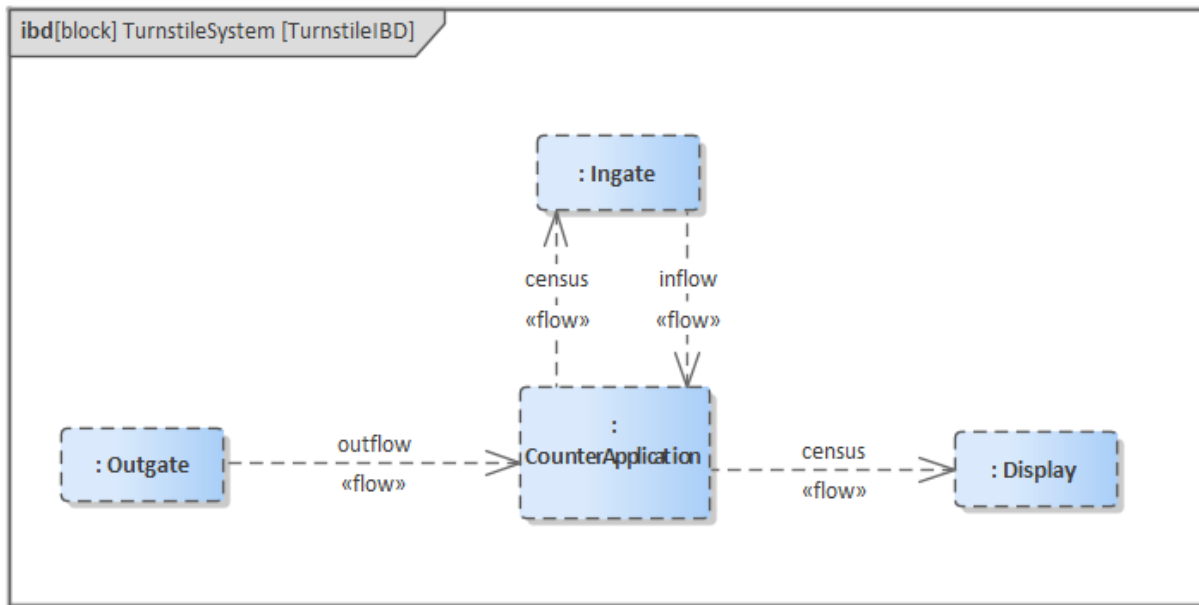 ibd[block] TurnstileSystem [TurnstileIBD]
: Ingate
census
inflow
«flow»
«flow»
:
CounterApplication
: Outgate
outflow
«flow»
census
«flow»
: Display